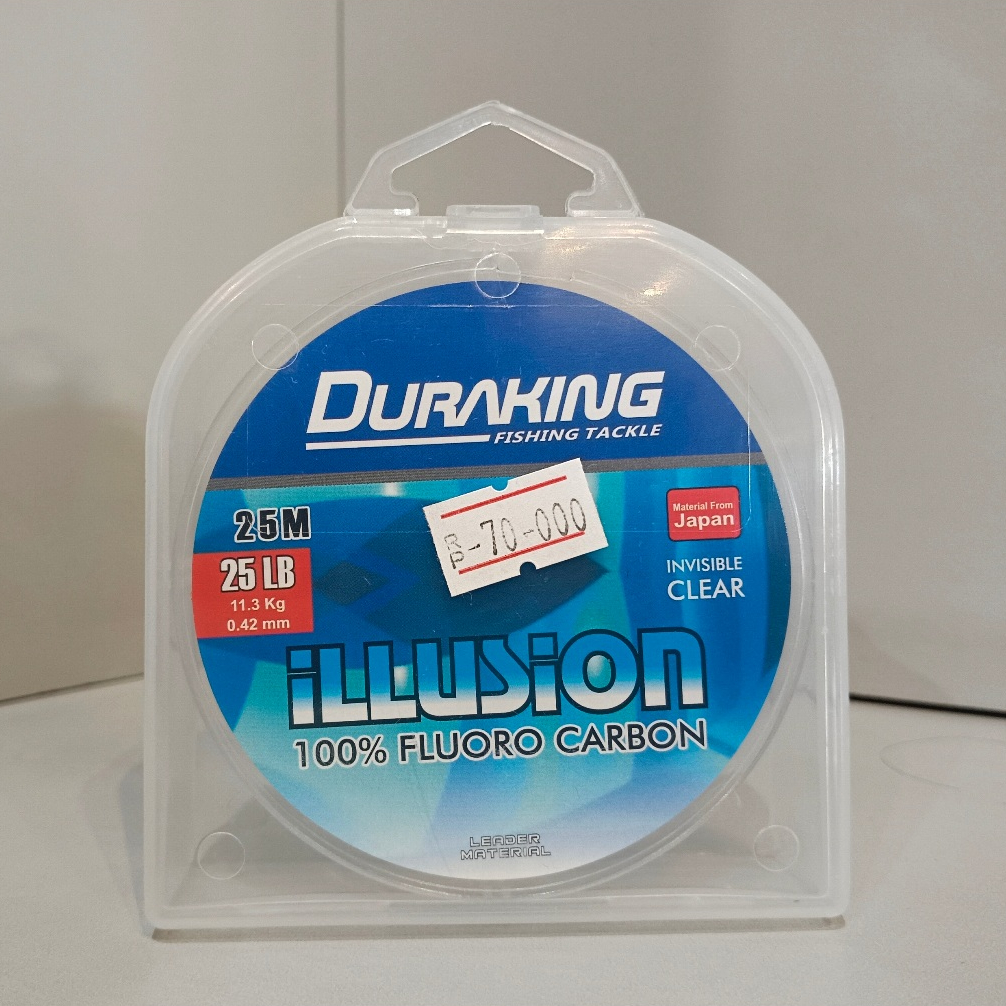 DURAKING
FISHING TACKLE
25M
25 LB
11.3 Kg
0.42 mm
Rp-70-000
Material From
Japan
INVISIBLE
CLEAR
iLLUSiON
100% FLUORO CARBON
LEADER
MATERIAL